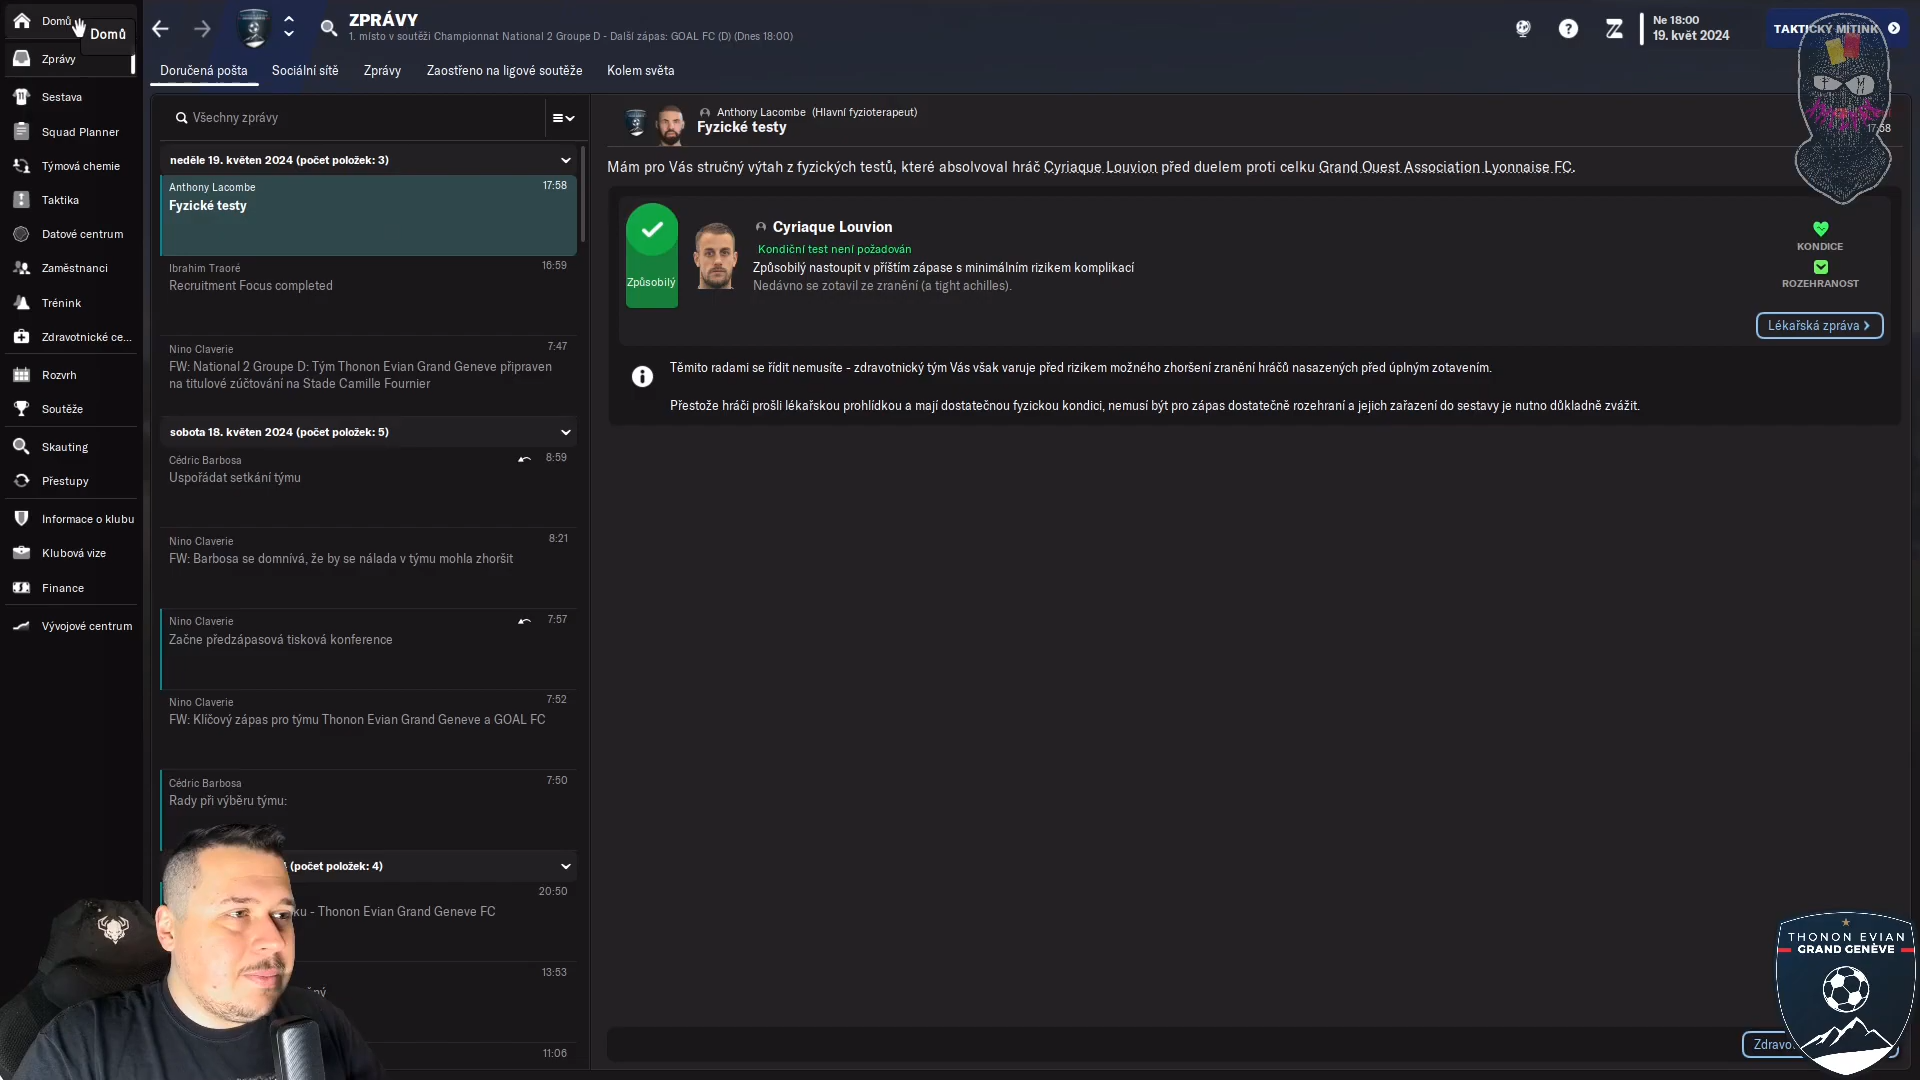 Domů
Domů
Zprávy
Sestava
Squad Planner
Týmová chemie
Taktika
Datové centrum
Zaměstnanci
Trénink
Zdravotnické ce...
Rozvrh
Soutěže
Skauting
Přestupy
Informace o klubu
Klubová vize
Finance
Vývojové centrum
ZPRÁVY
1. místo v soutěži Championnat National 2 Groupe D - Další zápas: GOAL FC (D) (Dnes 18:00)
Ne 18:00
19. květ 2024
TAKTICKÝ MÍTINK
Doručená pošta
Sociální sítě
Zprávy
Zaostřeno na ligové soutěže
Kolem světa
Všechny zprávy
neděle 19. květen 2024 (počet položek: 3)
Anthony Lacombe
17:58
Fyzické testy
Ibrahim Traoré
16:59
Recruitment Focus completed
Nino Claverie
7:47
FW: National 2 Groupe D: Tým Thonon Evian Grand Geneve připraven
na titulové zúčtování na Stade Camille Fournier
sobota 18. květen 2024 (počet položek: 5)
Cédric Barbosa
8:59
Uspořádat setkání týmu
Nino Claverie
8:21
FW: Barbosa se domnívá, že by se nálada v týmu mohla zhoršit
Nino Claverie
7:57
Začne předzápasová tisková konference
Nino Claverie
7:52
FW: Klíčový zápas pro týmu Thonon Evian Grand Geneve a GOAL FC
Cédric Barbosa
7:50
Rady při výběru týmu:
(počet položek: 4)
20:50
ku - Thonon Evian Grand Geneve FC
13:53
11:06
Anthony Lacombe (Hlavní fyzioterapeut)
Fyzické testy
17:58
Mám pro Vás stručný výtah z fyzických testů, které absolvoval hráč Cyriaque Louvion před duelem proti celku Grand Ouest Association Lyonnaise FC.
Způsobilý
Cyriaque Louvion
Kondiční test není požadován
Způsobilý nastoupit v příštím zápase s minimálním rizikem komplikací
Nedávno se zotavil ze zranění (a tight achilles).
KONDICE
ROZEHRANOST
Lékařská zpráva
Těmito radami se řídit nemusíte - zdravotnický tým Vás však varuje před rizikem možného zhoršení zranění hráčů nasazených před úplným zotavením.
Přestože hráči prošli lékařskou prohlídkou a mají dostatečnou fyzickou kondici, nemusí být pro zápas dostatečně rozehraní a jejich zařazení do sestavy je nutno důkladně zvážit.
THONON EVIAN
GRAND GENÈVE